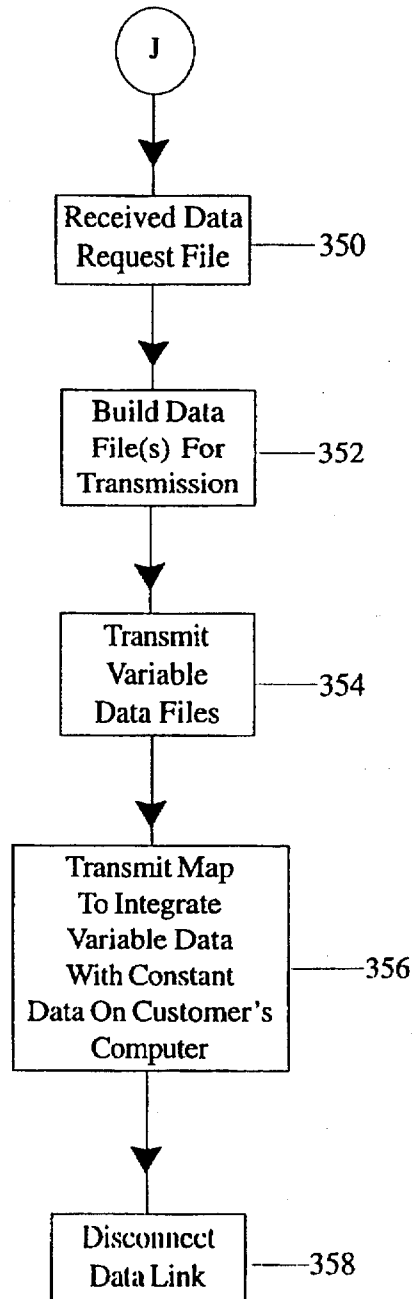 J
Received Data
Request File
350
Build Data
File(s) For
Transmission
352
Transmit
Variable
Data Files
354
Transmit Map
To Integrate
Variable Data
With Constant
Data On Customer's
Computer
356
Disconnect
Data Link
358